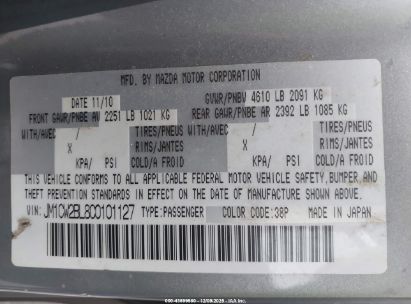 MFD. BY MAZDA MOTOR CORPORATION
DATE 11/10 GVWR/PNBV 4610 LB 2091 KG
FRONT GAWR/PNBE AV 2251 LB 1021 KG REAR GAWR/PNBE AR 2392 LB 1085 KG
WITH/AVEC / TIRES/PNEUS WITH/AVEC / TIRES/PNEUS
X RIMS/JANTES X RIMS/JANTES
KPA/ PSI COLD/A FROID KPA/ PSI COLD/A FROID
THIS VEHICLE CONFORMS TO ALL APPLICABLE FEDERAL MOTOR VEHICLE SAFETY, BUMPER, AND
THEFT PREVENTION STANDARDS IN EFFECT ON THE DATE OF MANUFACTURE SHOWN ABOVE.
VIN: JM1CW2BL8C0101127 TYPE:PASSENGER COLOR CODE:38P MADE IN JAPAN